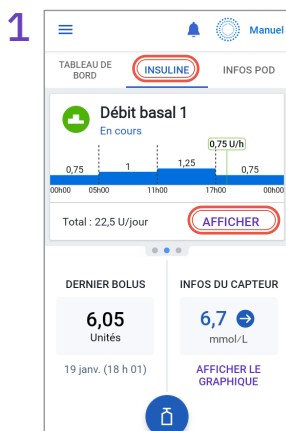 1
Manuel
TABLEAU DE
BORD
INSULINE
INFOS POD
Débit basal 1
En cours
0,75 U/h
0,75
1
1,25
0,75
00h00 05h00 11h00 17h00 00h00
Total : 22,5 U/jour
AFFICHER
DERNIER BOLUS
INFOS DU CAPTEUR
6,05
Unités
6,7
mmol/L
19 janv. (18 h 01)
AFFICHER LE
GRAPHIQUE